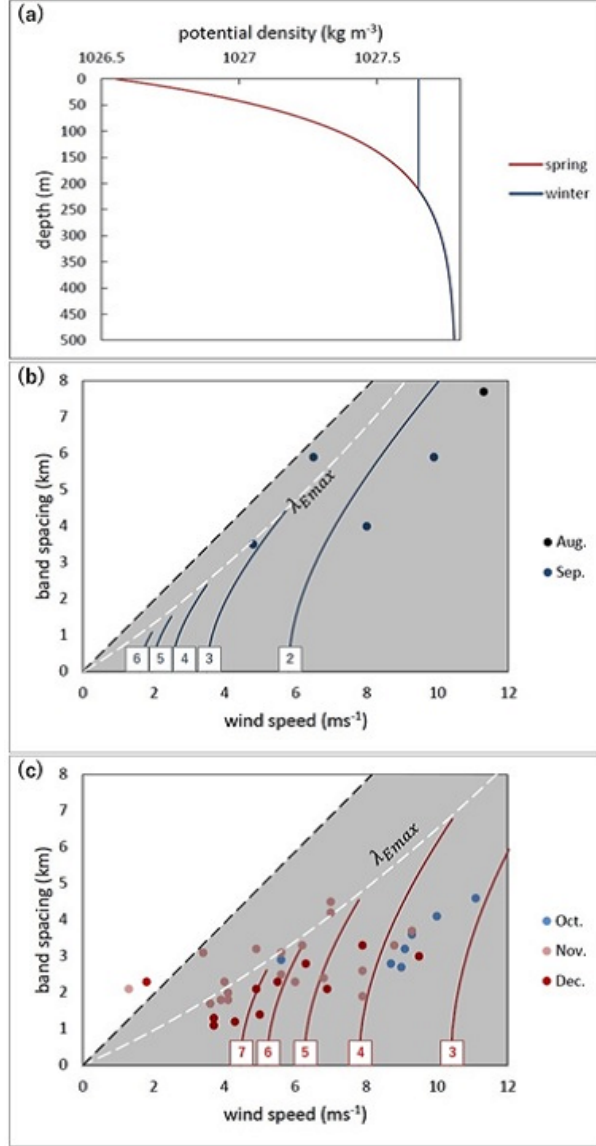 (a)
potential density (kg m⁻³)
1026.5 1027 1027.5
0
50
100
150
200
250
300
350
400
450
500
depth (m)
spring
winter
(b)
8
7
6
5
4
3
2
1
0
band spacing (km)
λEmax
6 5 4 3 2
Aug.
Sep.
0 2 4 6 8 10 12
wind speed (ms⁻¹)
(c)
8
7
6
5
4
3
2
1
0
band spacing (km)
λEmax
7 6 5 4 3
Oct.
Nov.
Dec.
0 2 4 6 8 10 12
wind speed (ms⁻¹)